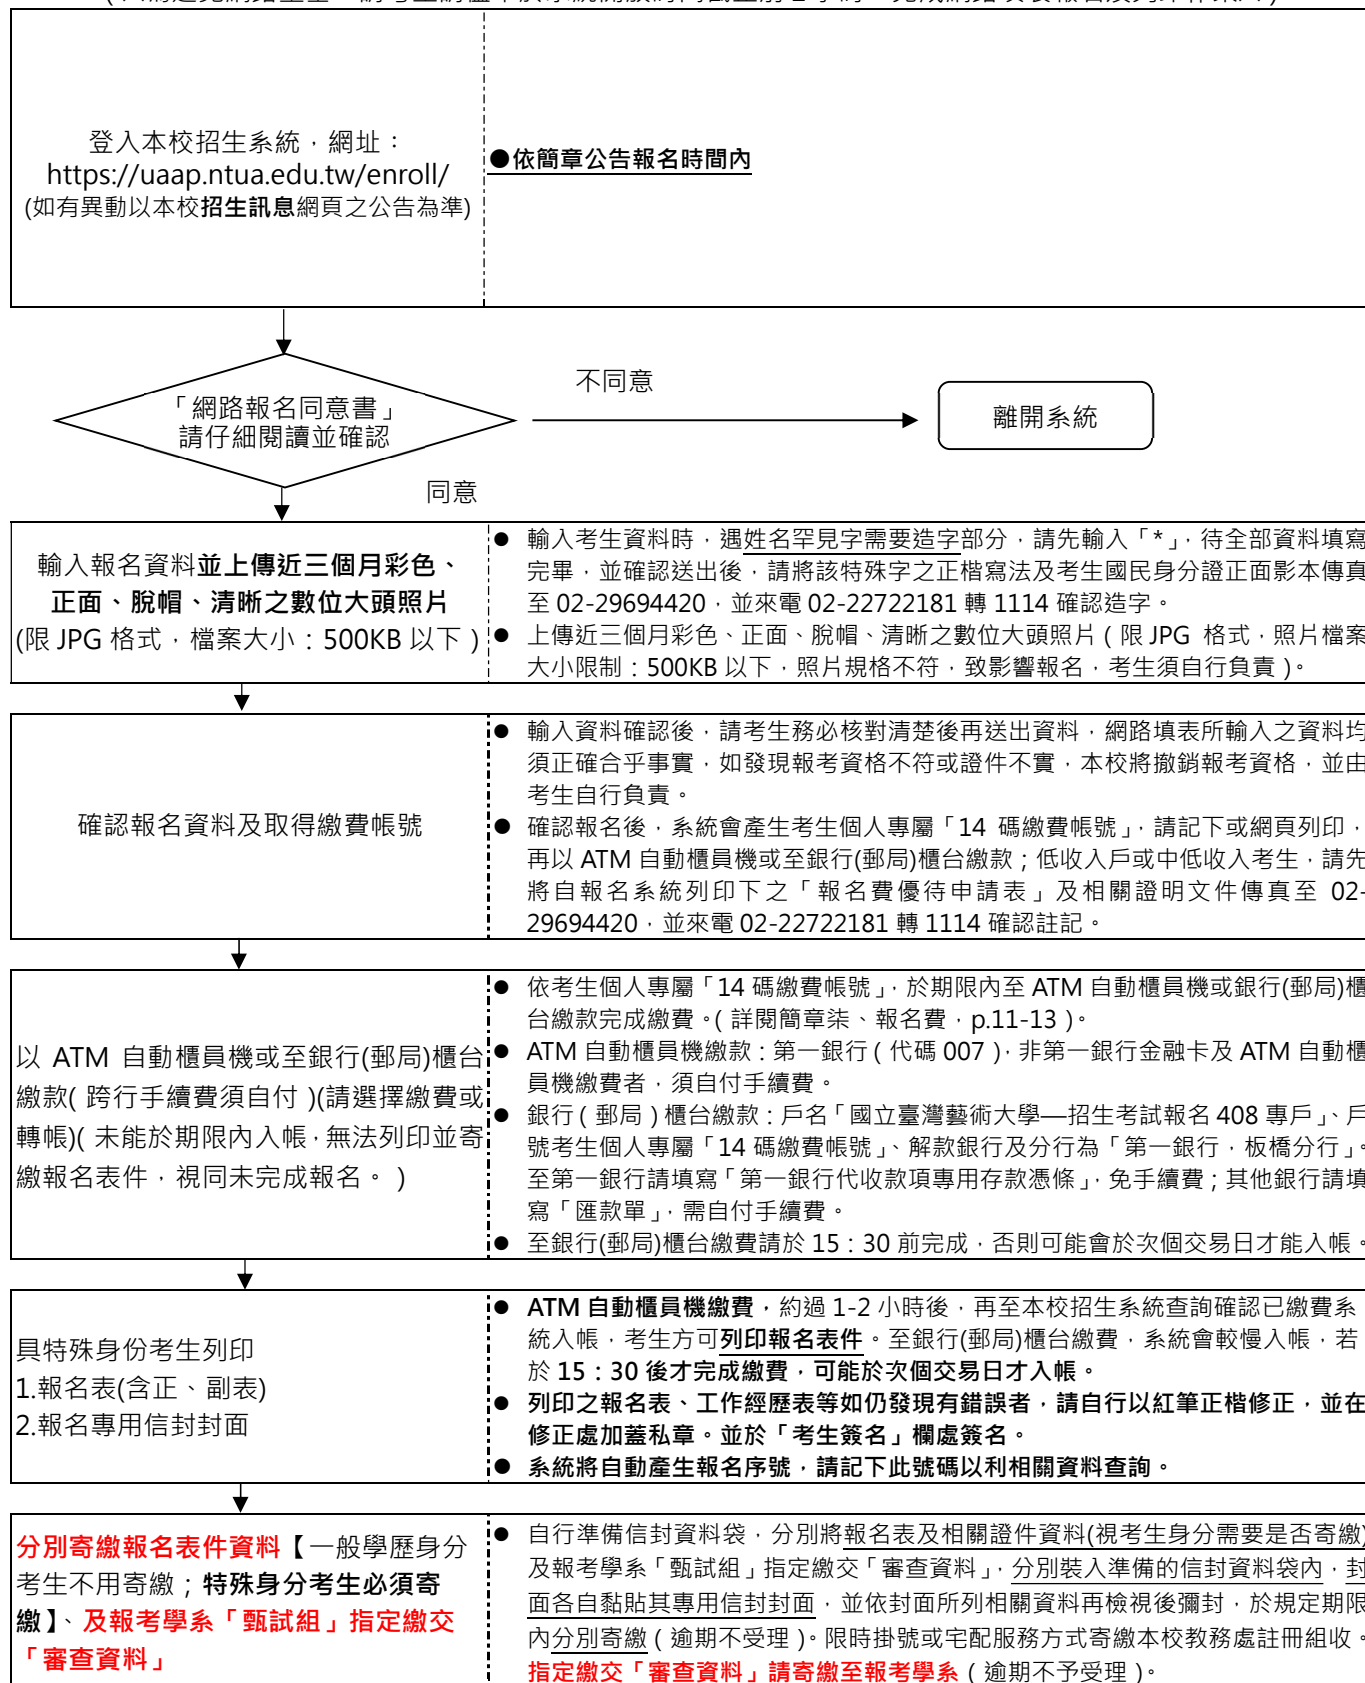 登入本校招生系統，網址：
https://uaap.ntua.edu.tw/enroll/
(如有異動以本校招生訊息網頁之公告為準)
●依簡章公告報名時間內
「網路報名同意書」
請仔細閱讀並確認
不同意
離開系統
同意
輸入報名資料並上傳近三個月彩色、
正面、脫帽、清晰之數位大頭照片
(限 JPG 格式，檔案大小：500KB 以下)
● 輸入考生資料時，遇姓名罕見字需要造字部分，請先輸入「*」，待全部資料填寫
完畢，並確認送出後，請將該特殊字之正楷寫法及考生國民身分證正面影本傳真
至 02-29694420，並來電 02-22722181 轉 1114 確認造字。
● 上傳近三個月彩色、正面、脫帽、清晰之數位大頭照片（限 JPG 格式，照片檔案
大小限制：500KB 以下，照片規格不符，致影響報名，考生須自行負責）。
確認報名資料及取得繳費帳號
● 輸入資料確認後，請考生務必核對清楚後再送出資料，網路填表所輸入之資料均
須正確合乎事實，如發現報考資格不符或證件不實，本校將撤銷報考資格，並由
考生自行負責。
● 確認報名後，系統會產生考生個人專屬「14 碼繳費帳號」，請記下或網頁列印，
再以 ATM 自動櫃員機或至銀行(郵局)櫃台繳款；低收入戶或中低收入考生，請先
將自報名系統列印下之「報名費優待申請表」及相關證明文件傳真至 02-
29694420，並來電 02-22722181 轉 1114 確認註記。
以 ATM 自動櫃員機或至銀行(郵局)櫃台
繳款(跨行手續費須自付)(請選擇繳費或
轉帳)(未能於期限內入帳，無法列印並寄
繳報名表件，視同未完成報名。)
● 依考生個人專屬「14 碼繳費帳號」，於期限內至 ATM 自動櫃員機或銀行(郵局)櫃
台繳款完成繳費。(詳閱簡章柒、報名費，p.11-13)。
● ATM 自動櫃員機繳款：第一銀行（代碼 007），非第一銀行金融卡及 ATM 自動櫃
員機繳費者，須自付手續費。
● 銀行（郵局）櫃台繳款：戶名「國立臺灣藝術大學—招生考試報名 408 專戶」、戶
號考生個人專屬「14 碼繳費帳號」、解款銀行及分行為「第一銀行，板橋分行」。
至第一銀行請填寫「第一銀行代收款項專用存款憑條」，免手續費；其他銀行請填
寫「匯款單」，需自付手續費。
● 至銀行(郵局)櫃台繳費請於 15：30 前完成，否則可能會於次個交易日才能入帳。
具特殊身份考生列印
1.報名表(含正、副表)
2.報名專用信封封面
● ATM 自動櫃員機繳費，約過 1-2 小時後，再至本校招生系統查詢確認已繳費系
統入帳，考生方可列印報名表件。至銀行(郵局)櫃台繳費，系統會較慢入帳，若
於 15：30 後才完成繳費，可能於次個交易日才入帳。
● 列印之報名表、工作經歷表等如仍發現有錯誤者，請自行以紅筆正楷修正，並在
修正處加蓋私章。並於「考生簽名」欄處簽名。
● 系統將自動產生報名序號，請記下此號碼以利相關資料查詢。
分別寄繳報名表件資料【一般學歷身分
考生不用寄繳；特殊身分考生必須寄
繳】、及報考學系「甄試組」指定繳交
「審查資料」
● 自行準備信封資料袋，分別將報名表及相關證件資料(視考生身分需要是否寄繳)
及報考學系「甄試組」指定繳交「審查資料」，分別裝入準備的信封資料袋內，封
面各自黏貼其專用信封封面，並依封面所列相關資料再檢視後彌封，於規定期限
內分別寄繳（逾期不受理）。限時掛號或宅配服務方式寄繳本校教務處註冊組收。
指定繳交「審查資料」請寄繳至報考學系（逾期不予受理）。